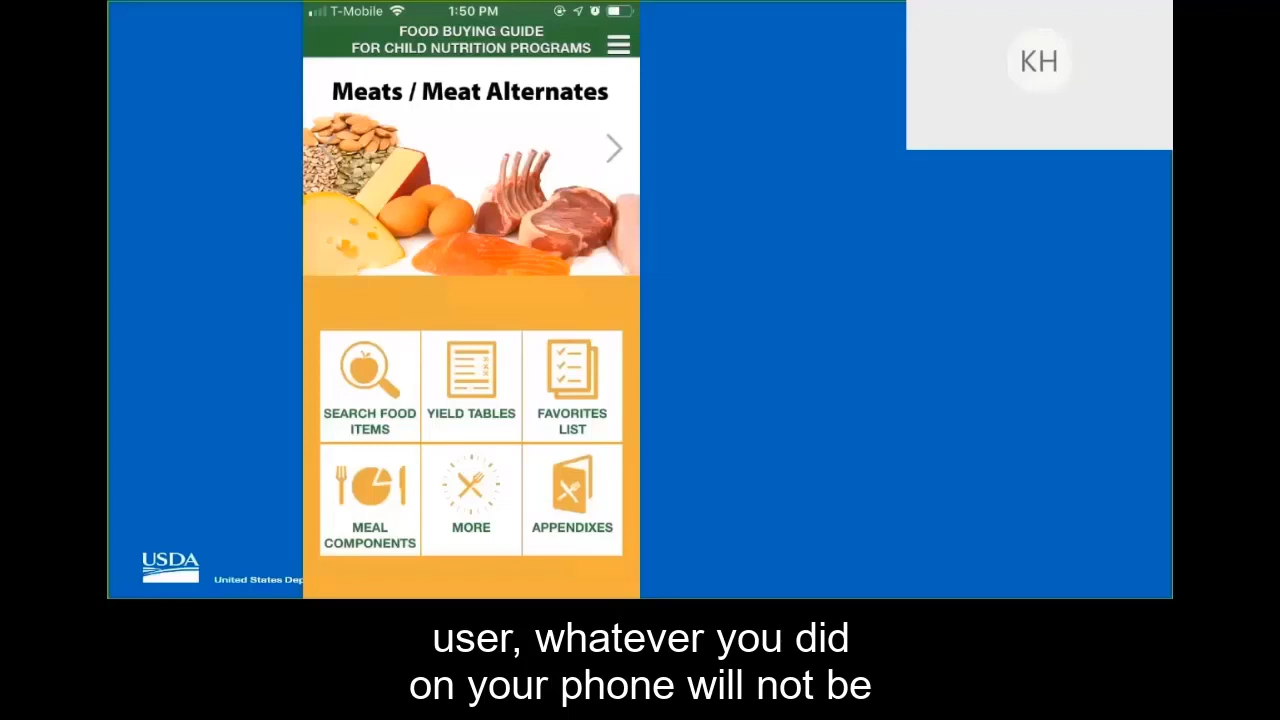 T-Mobile 1:50 PM
FOOD BUYING GUIDE
FOR CHILD NUTRITION PROGRAMS
KH
Meats / Meat Alternates
SEARCH FOOD
ITEMS
YIELD TABLES
FAVORITES
LIST
MEAL
COMPONENTS
MORE
APPENDIXES
USDA
United States Dep
user, whatever you did
on your phone will not be